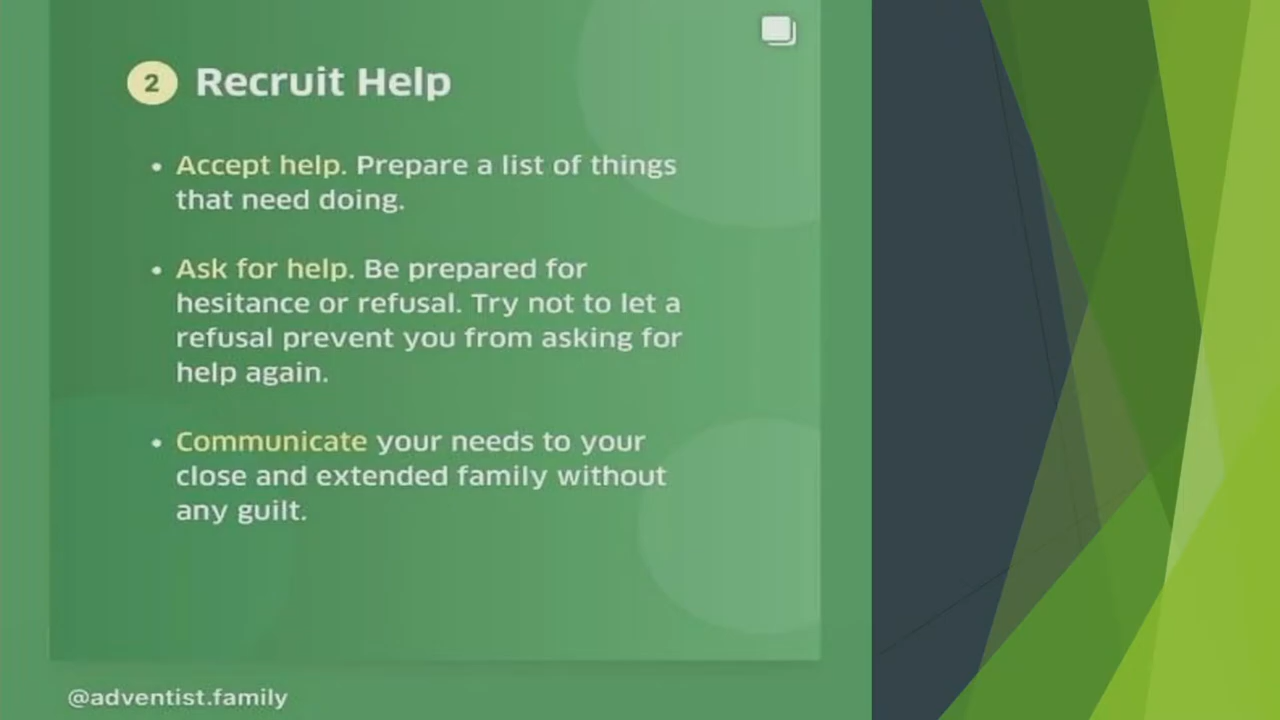 2 Recruit Help
• Accept help. Prepare a list of things
that need doing.
• Ask for help. Be prepared for
hesitance or refusal. Try not to let a
refusal prevent you from asking for
help again.
• Communicate your needs to your
close and extended family without
any guilt.
@adventist.family